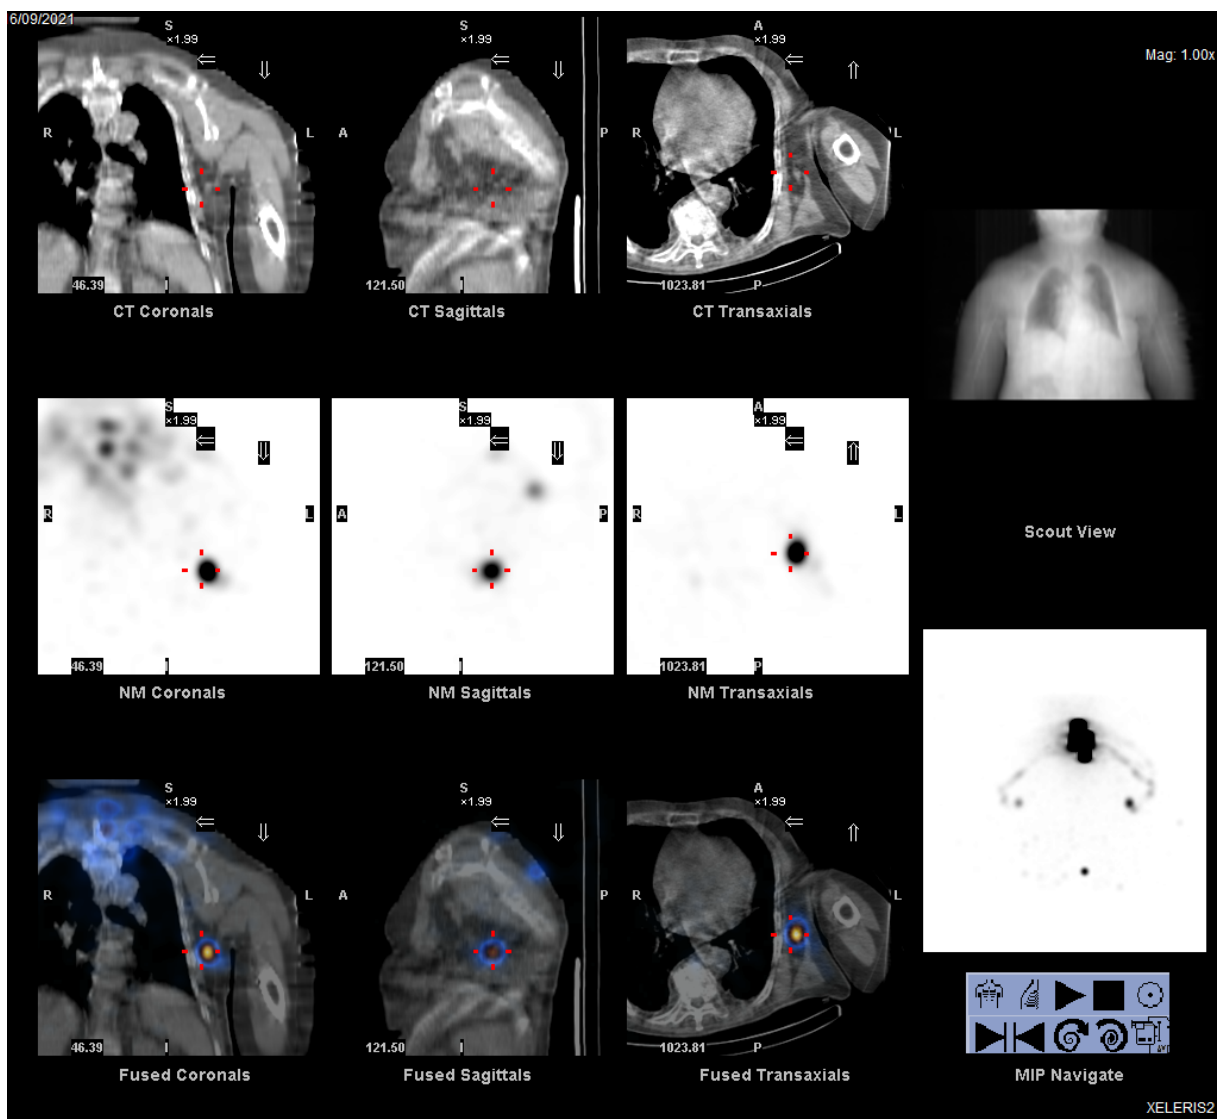 6/09/2021
Mag: 1.00x
S
×1.99
R
L
46.39
I
CT Coronals
S
×1.99
A
P
121.50
I
CT Sagittals
A
×1.99
R
L
1023.81
P
CT Transaxials
S
×1.99
R
L
46.39
I
NM Coronals
S
×1.99
A
P
121.50
I
NM Sagittals
A
×1.99
R
L
1023.81
P
NM Transaxials
Scout View
S
×1.99
R
L
46.39
I
Fused Coronals
S
×1.99
A
P
121.50
I
Fused Sagittals
A
×1.99
R
L
1023.81
P
Fused Transaxials
MIP Navigate
XELERIS2